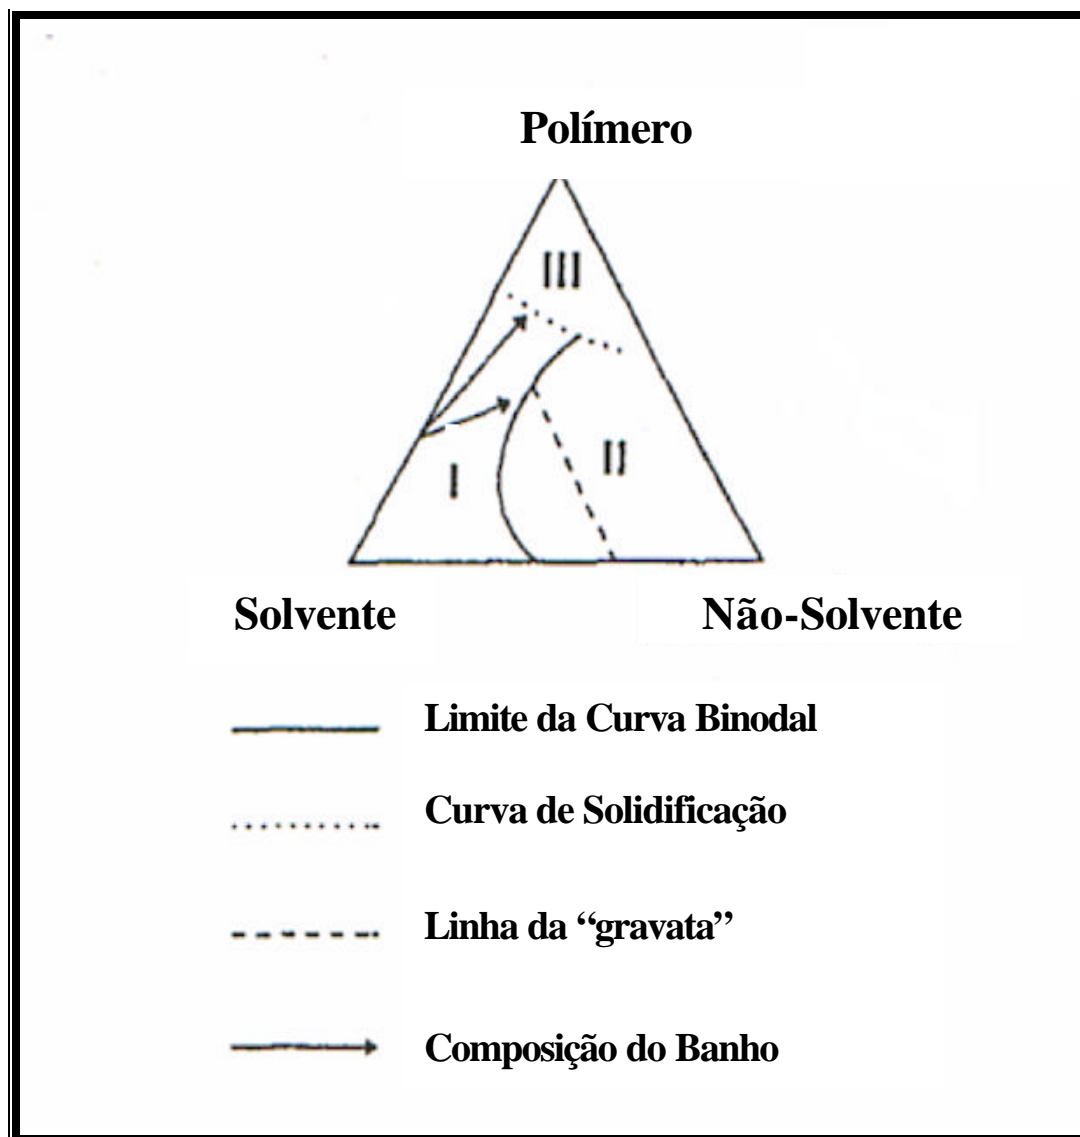 Polímero
III
II
I
Solvente
Não-Solvente
Limite da Curva Binodal
Curva de Solidificação
Linha da “gravata”
Composição do Banho